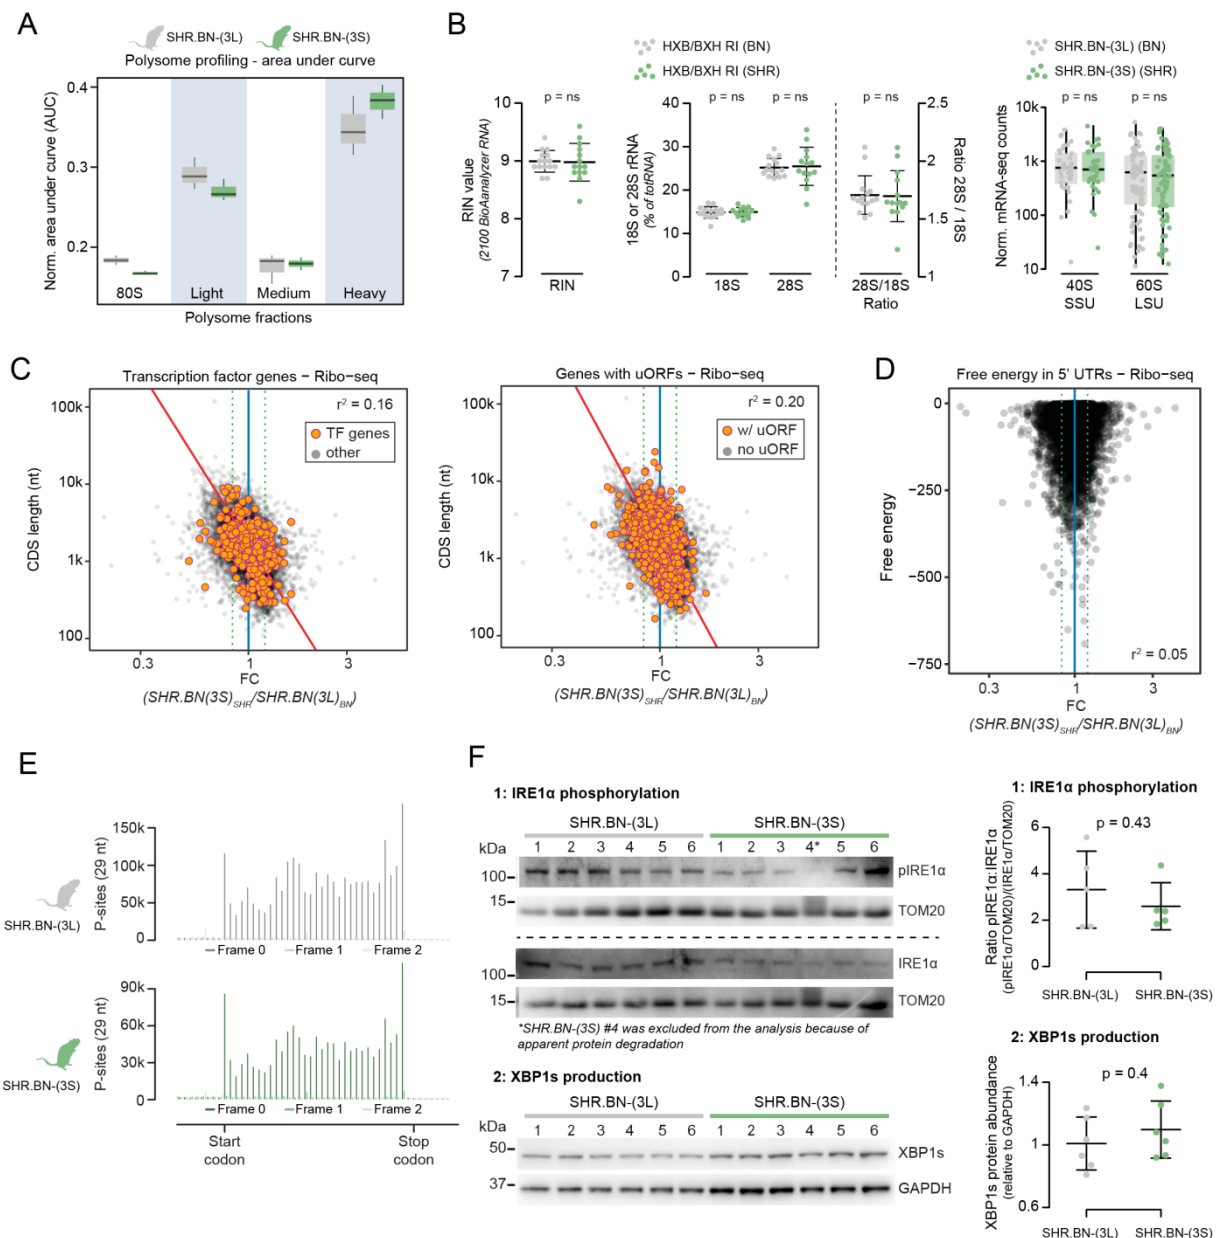 A
SHR.BN-(3L)
SHR.BN-(3S)
Polysome profiling - area under curve
Norm. area under curve (AUC)
0.4
0.3
0.2
80S
Light
Medium
Heavy
Polysome fractions
B
HXB/BXH RI (BN)
HXB/BXH RI (SHR)
SHR.BN-(3L) (BN)
SHR.BN-(3S) (SHR)
p = ns
RIN value
(2100 BioAanalyzer RNA)
10
9
8
7
RIN
p = ns
p = ns
p = ns
18S or 28S rRNA
(% of totRNA)
40
30
20
10
0
18S
28S
28S/18S
Ratio
2.5
2
1.5
1
Ratio 28S / 18S
p = ns
p = ns
Norm. mRNA-seq counts
10k
1k
100
10
40S
SSU
60S
LSU
C
Transcription factor genes – Ribo-seq
r² = 0.16
TF genes
other
CDS length (nt)
100k
10k
1k
100
0.3
1
3
FC
(SHR.BN(3S)SHR/SHR.BN(3L)BN)
Genes with uORFs – Ribo-seq
r² = 0.20
w/ uORF
no uORF
CDS length (nt)
100k
10k
1k
100
0.3
1
3
FC
(SHR.BN(3S)SHR/SHR.BN(3L)BN)
D
Free energy in 5' UTRs – Ribo-seq
Free energy
0
−250
−500
−750
r² = 0.05
0.3
1
3
FC
(SHR.BN(3S)SHR/SHR.BN(3L)BN)
E
SHR.BN-(3L)
P-sites (29 nt)
150k
100k
50k
0
Frame 0
Frame 1
Frame 2
SHR.BN-(3S)
P-sites (29 nt)
90k
60k
30k
0
Frame 0
Frame 1
Frame 2
Start
codon
Stop
codon
F
1: IRE1α phosphorylation
SHR.BN-(3L)
SHR.BN-(3S)
kDa
1 2 3 4 5 6 1 2 3 4* 5 6
100
pIRE1α
15
TOM20
IRE1α
100
15
TOM20
*SHR.BN-(3S) #4 was excluded from the analysis because of
apparent protein degradation
2: XBP1s production
SHR.BN-(3L)
SHR.BN-(3S)
kDa
1 2 3 4 5 6 1 2 3 4 5 6
50
XBP1s
37
GAPDH
1: IRE1α phosphorylation
p = 0.43
Ratio pIRE1α:IRE1α
(pIRE1α/TOM20)/(IRE1α/TOM20)
6
4
2
0
SHR.BN-(3L)
SHR.BN-(3S)
2: XBP1s production
p = 0.4
XBP1s protein abundance
(relative to GAPDH)
1.4
1
0.6
SHR.BN-(3L)
SHR.BN-(3S)